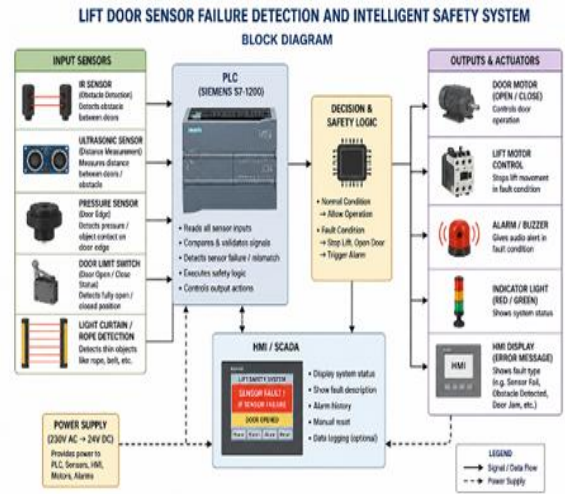 LIFT DOOR SENSOR FAILURE DETECTION AND INTELLIGENT SAFETY SYSTEM
BLOCK DIAGRAM
INPUT SENSORS
IR SENSOR
(Obstacle Detection)
Detects obstacle
between doors
ULTRASONIC SENSOR
(Distance Measurement)
Measures distance
between doors /
obstacle
PRESSURE SENSOR
(Door Edge)
Detects pressure /
object contact on
door edge
DOOR LIMIT SWITCH
(Door Open / Close
Status)
Detects fully open /
closed position
LIGHT CURTAIN /
ROPE DETECTION
Detects thin objects
like rope, belt, etc.
POWER SUPPLY
(230V AC → 24V DC)
Provides power to
PLC, Sensors, HMI,
Motors, Alarms
PLC
(SIEMENS S7-1200)
• Reads all sensor inputs
• Compares & validates signals
• Detects sensor failure / mismatch
• Executes safety logic
• Controls output actions
DECISION &
SAFETY LOGIC
• Normal Condition
→ Allow Operation
• Fault Condition
→ Stop Lift, Open Door
→ Trigger Alarm
HMI / SCADA
LIFT SAFETY SYSTEM
SENSOR FAULT /
IR SENSOR FAILURE
DOOR OPENED
• Display system status
• Show fault description
• Alarm history
• Manual reset
• Data logging (optional)
OUTPUTS & ACTUATORS
DOOR MOTOR
(OPEN / CLOSE)
Controls door
operation
LIFT MOTOR
CONTROL
Stops lift movement
in fault condition
ALARM / BUZZER
Gives audio alert in
fault condition
INDICATOR LIGHT
(RED / GREEN)
Shows system status
HMI
HMI DISPLAY
(ERROR MESSAGE)
Shows fault type
(e.g. Sensor Fail,
Obstacle Detected,
Door Jam, etc.)
LEGEND
Signal / Data Flow
Power Supply